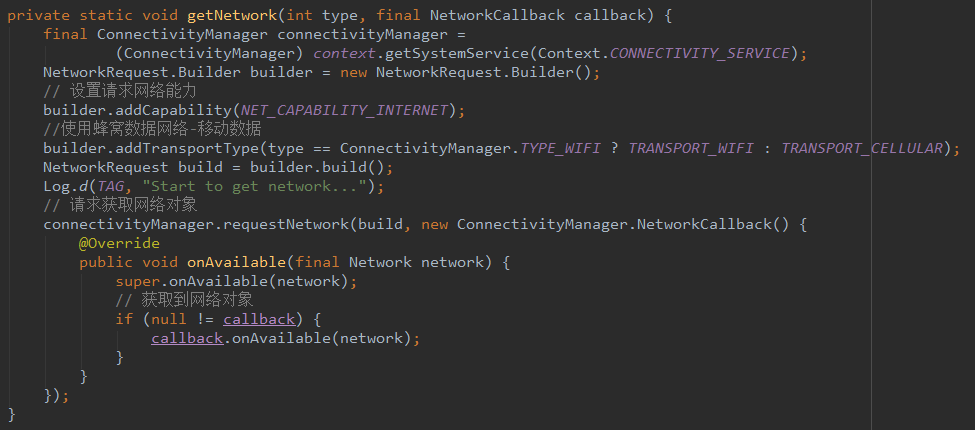 private static void getNetwork(int type, final NetworkCallback callback) {
    final ConnectivityManager connectivityManager =
            (ConnectivityManager) context.getSystemService(Context.CONNECTIVITY_SERVICE);
    NetworkRequest.Builder builder = new NetworkRequest.Builder();
    // 设置请求网络能力
    builder.addCapability(NET_CAPABILITY_INTERNET);
    //使用蜂窝数据网络-移动数据
    builder.addTransportType(type == ConnectivityManager.TYPE_WIFI ? TRANSPORT_WIFI : TRANSPORT_CELLULAR);
    NetworkRequest build = builder.build();
    Log.d(TAG, "Start to get network...");
    // 请求获取网络对象
    connectivityManager.requestNetwork(build, new ConnectivityManager.NetworkCallback() {
        @Override
        public void onAvailable(final Network network) {
            super.onAvailable(network);
            // 获取到网络对象
            if (null != callback) {
                callback.onAvailable(network);
            }
        }
    });
}